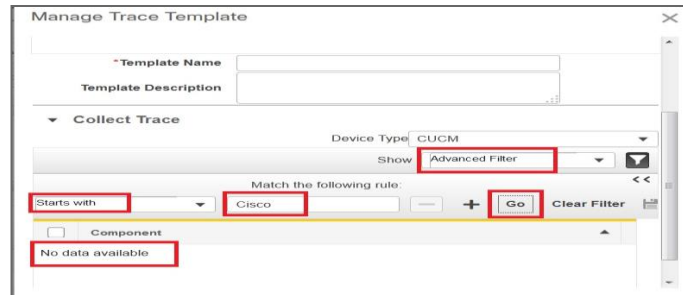 Manage Trace Template
*Template Name
Template Description
Collect Trace
Device Type CUCM
Show Advanced Filter
<<
Match the following rule:
Starts with Cisco Go Clear Filter
Component
No data available